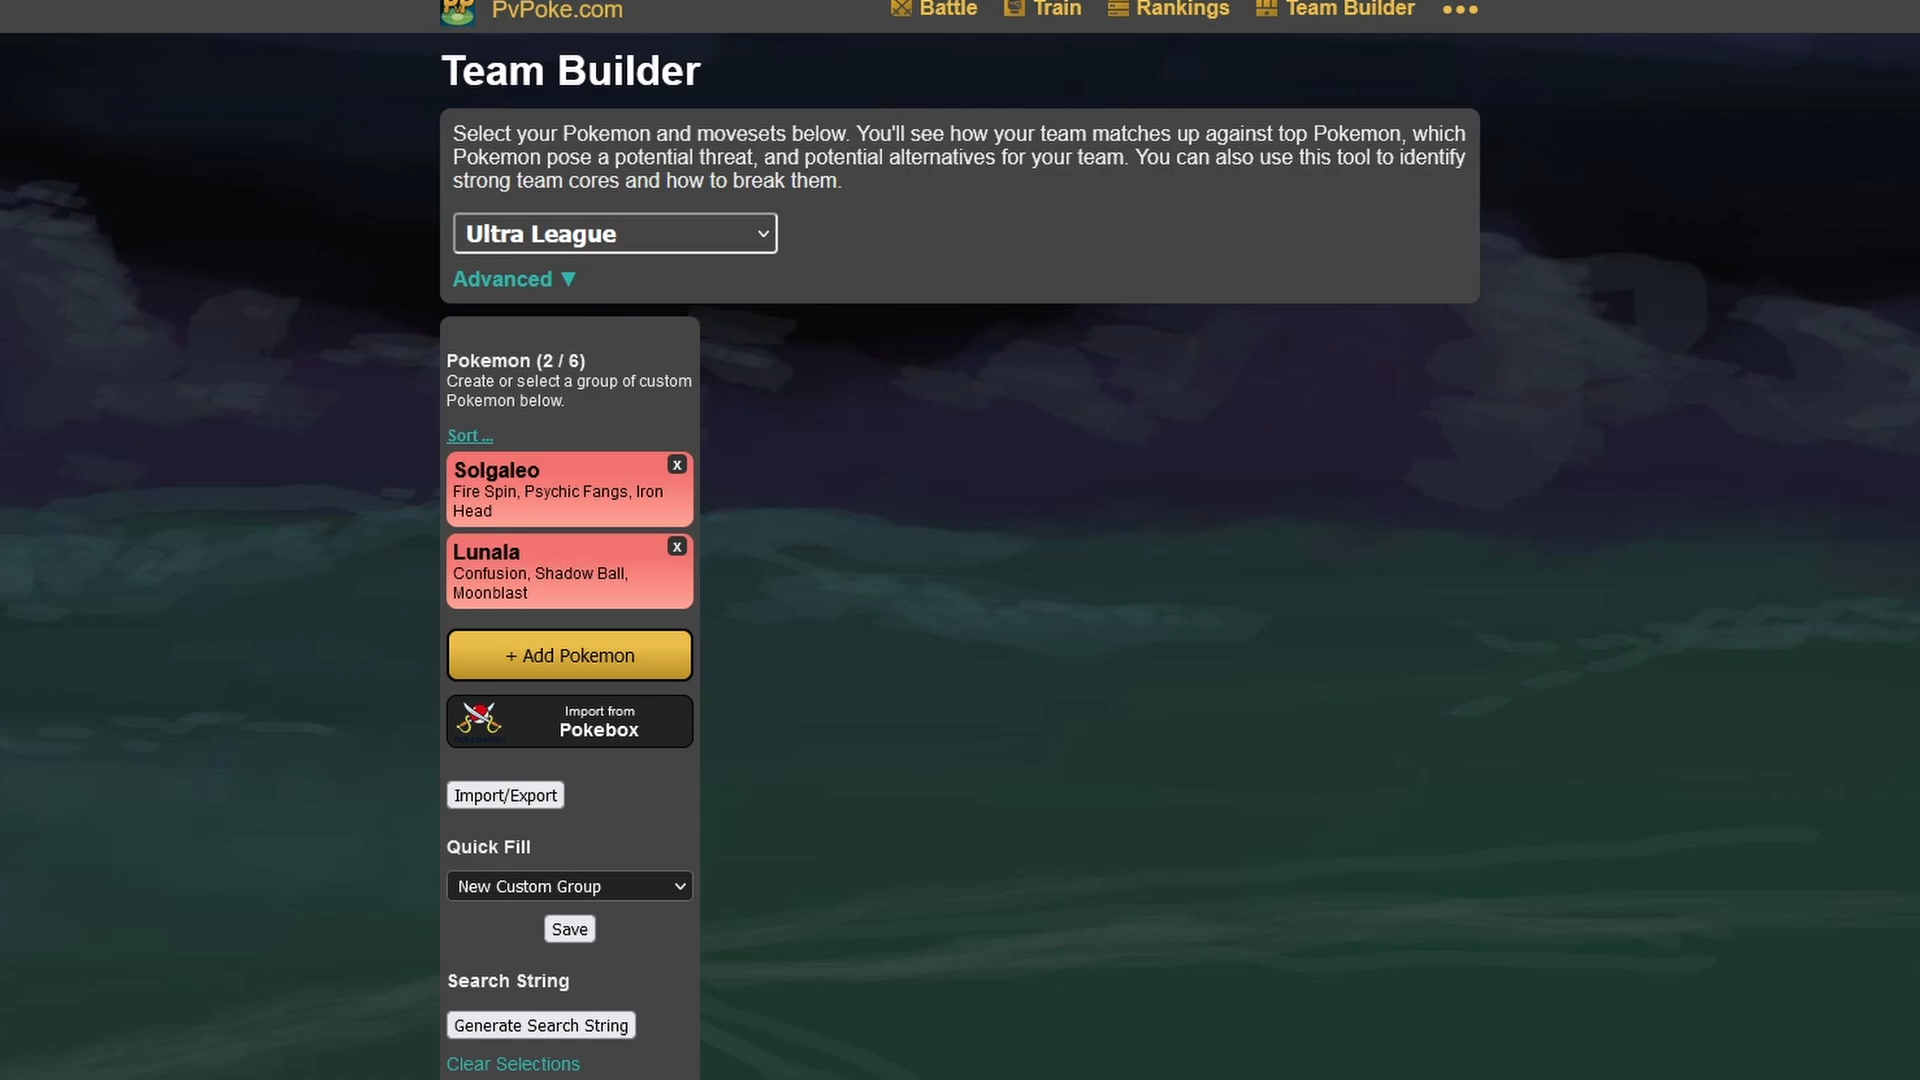 PvPoke.com
Battle
Train
Rankings
Team Builder
Team Builder
Select your Pokemon and movesets below. You'll see how your team matches up against top Pokemon, which
Pokemon pose a potential threat, and potential alternatives for your team. You can also use this tool to identify
strong team cores and how to break them.
Ultra League
Advanced ▼
Pokemon (2 / 6)
Create or select a group of custom
Pokemon below.
Sort ...
Solgaleo
x
Fire Spin, Psychic Fangs, Iron
Head
Lunala
x
Confusion, Shadow Ball,
Moonblast
+ Add Pokemon
Import from
Pokebox
Import/Export
Quick Fill
New Custom Group
Save
Search String
Generate Search String
Clear Selections